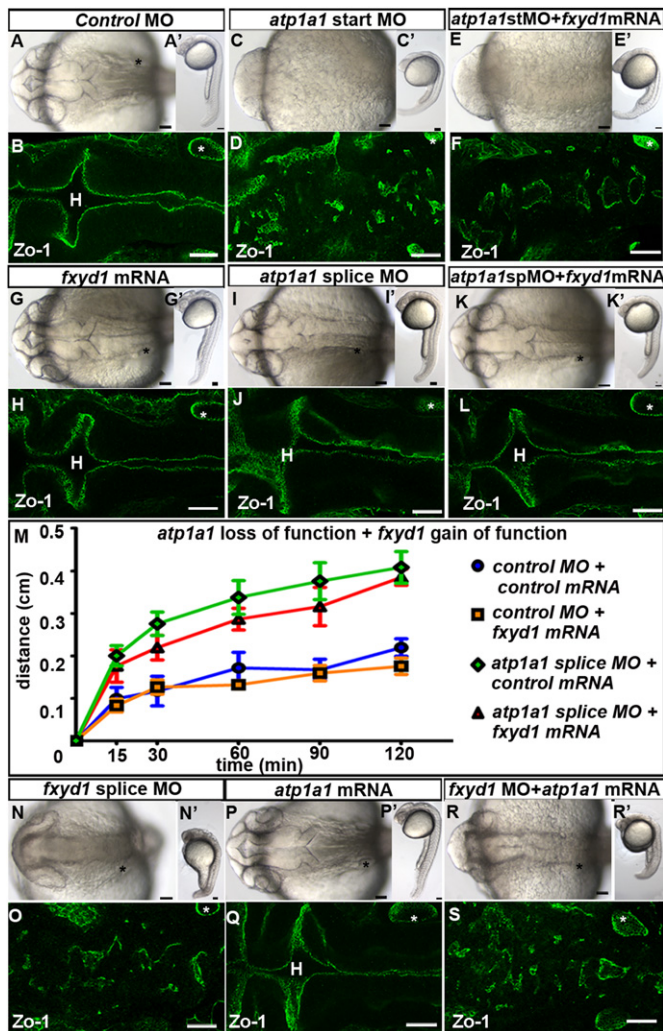 Control MO
atp1a1 start MO
atp1a1stMO+fxyd1mRNA
A
*
A'
C
C'
E
E'
B
H
*
Zo-1
D
*
Zo-1
F
*
Zo-1
fxyd1 mRNA
atp1a1 splice MO
atp1a1spMO+fxyd1mRNA
G
*
G'
I
*
I'
K
*
K'
H
H
*
Zo-1
J
H
*
Zo-1
L
H
*
Zo-1
M
atp1a1 loss of function + fxyd1 gain of function
0.5
0.4
0.3
0.2
0.1
0
distance (cm)
15 30 60 90 120
time (min)
control MO +
control mRNA
control MO +
fxyd1 mRNA
atp1a1 splice MO +
control mRNA
atp1a1 splice MO +
fxyd1 mRNA
fxyd1 splice MO
atp1a1 mRNA
fxyd1 MO+atp1a1 mRNA
N
*
N'
P
*
P'
R
*
R'
O
*
Zo-1
Q
H
*
Zo-1
S
*
Zo-1